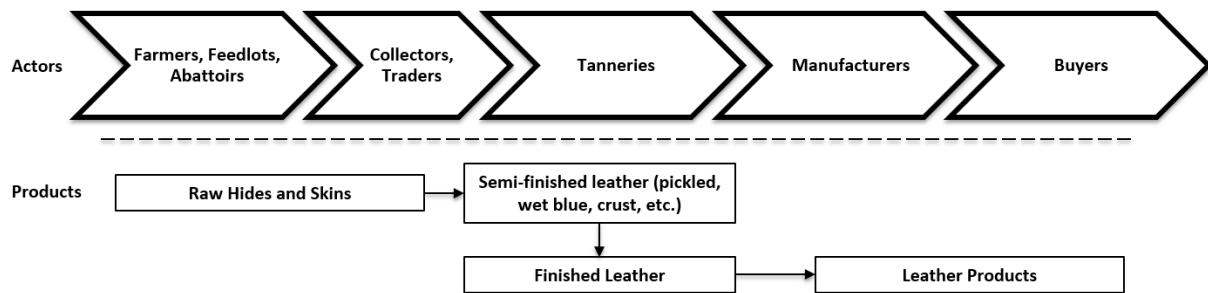 Actors
Farmers, Feedlots,
Abattoirs
Collectors,
Traders
Tanneries
Manufacturers
Buyers
Products
Raw Hides and Skins
Semi-finished leather (pickled,
wet blue, crust, etc.)
Finished Leather
Leather Products